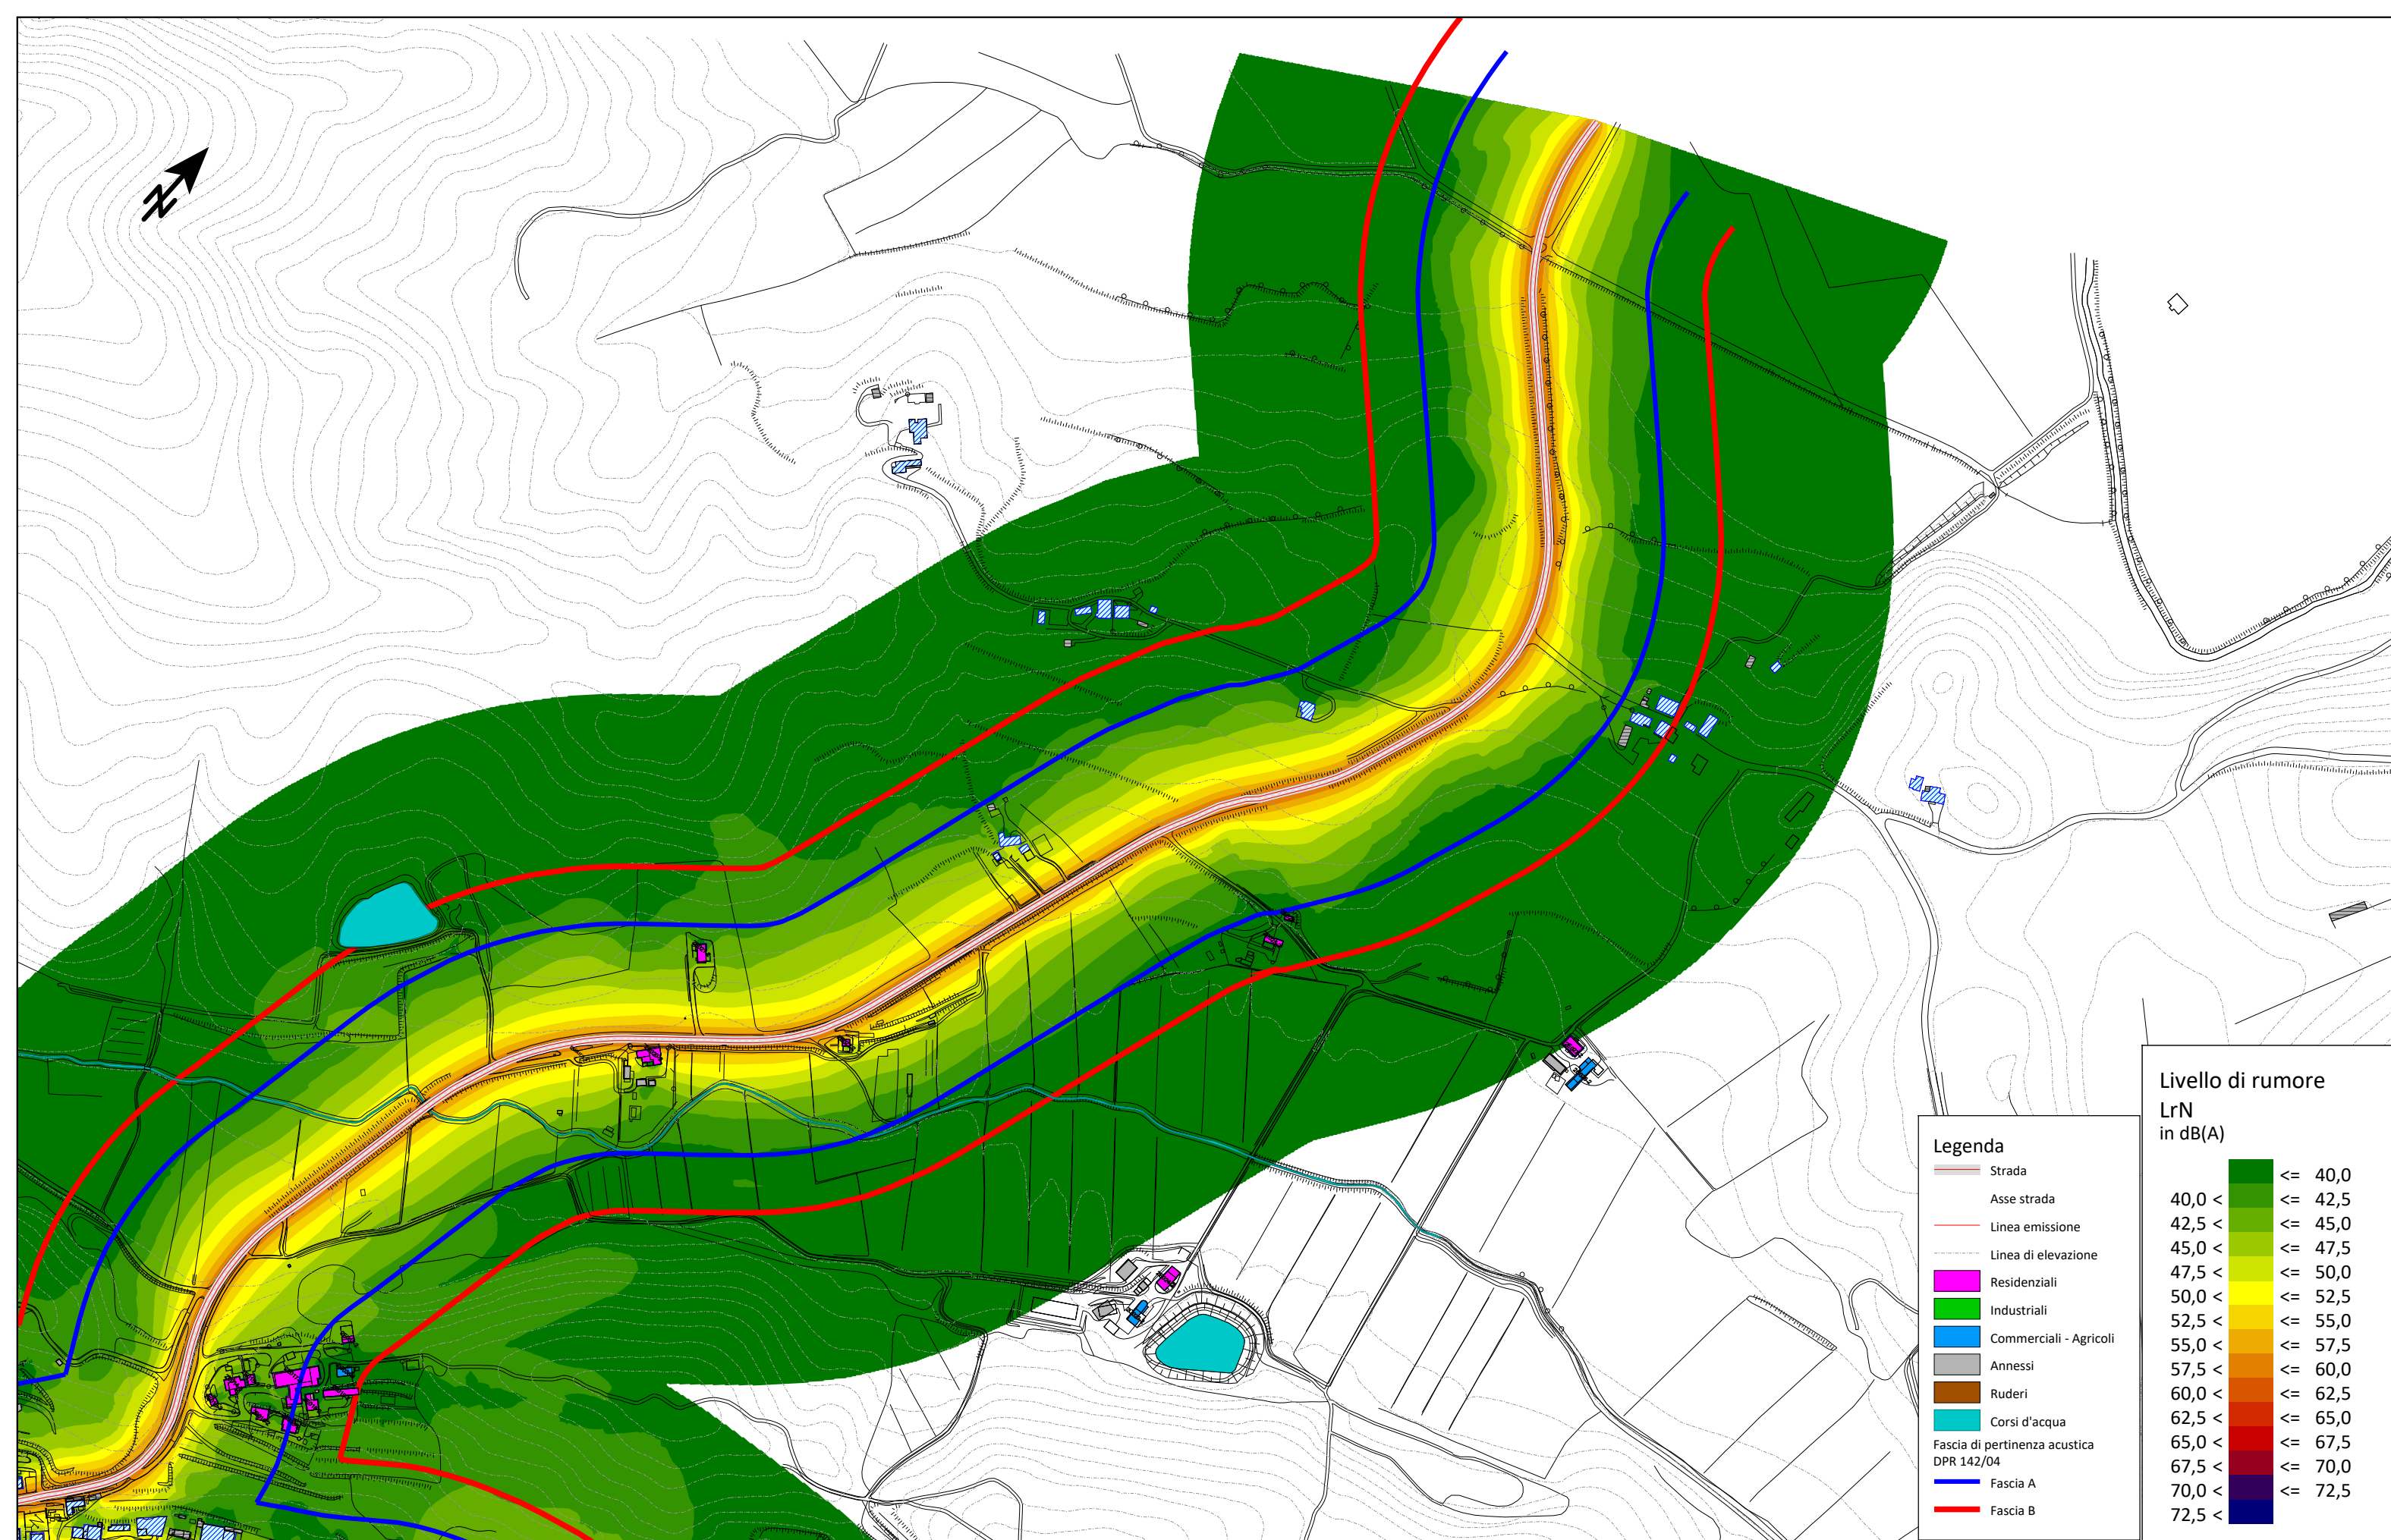 Legenda
Strada
Asse strada
Linea emissione
Linea di elevazione
Residenziali
Industriali
Commerciali - Agricoli
Annessi
Ruderi
Corsi d'acqua
Fascia di pertinenza acustica
DPR 142/04
Fascia A
Fascia B
Livello di rumore
LrN
in dB(A)
<= 40,0
40,0 < <= 42,5
42,5 < <= 45,0
45,0 < <= 47,5
47,5 < <= 50,0
50,0 < <= 52,5
52,5 < <= 55,0
55,0 < <= 57,5
57,5 < <= 60,0
60,0 < <= 62,5
62,5 < <= 65,0
65,0 < <= 67,5
67,5 < <= 70,0
70,0 < <= 72,5
72,5 <